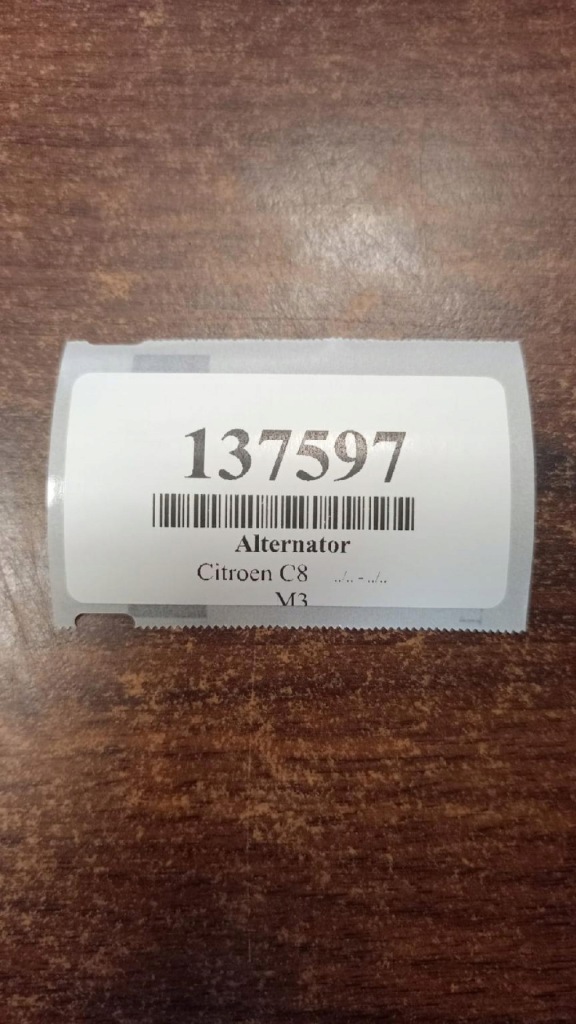 137597
Alternator
Citroen C8 ../.. - ../..
M3